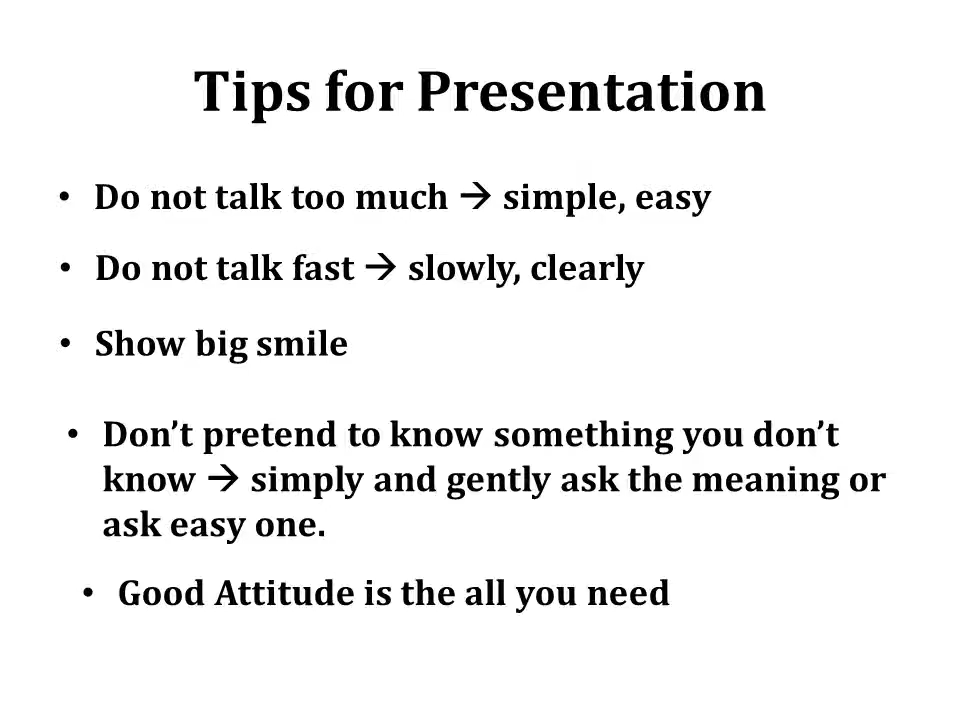 Tips for Presentation
• Do not talk too much → simple, easy
• Do not talk fast → slowly, clearly
• Show big smile
• Don’t pretend to know something you don’t
know → simply and gently ask the meaning or
ask easy one.
• Good Attitude is the all you need